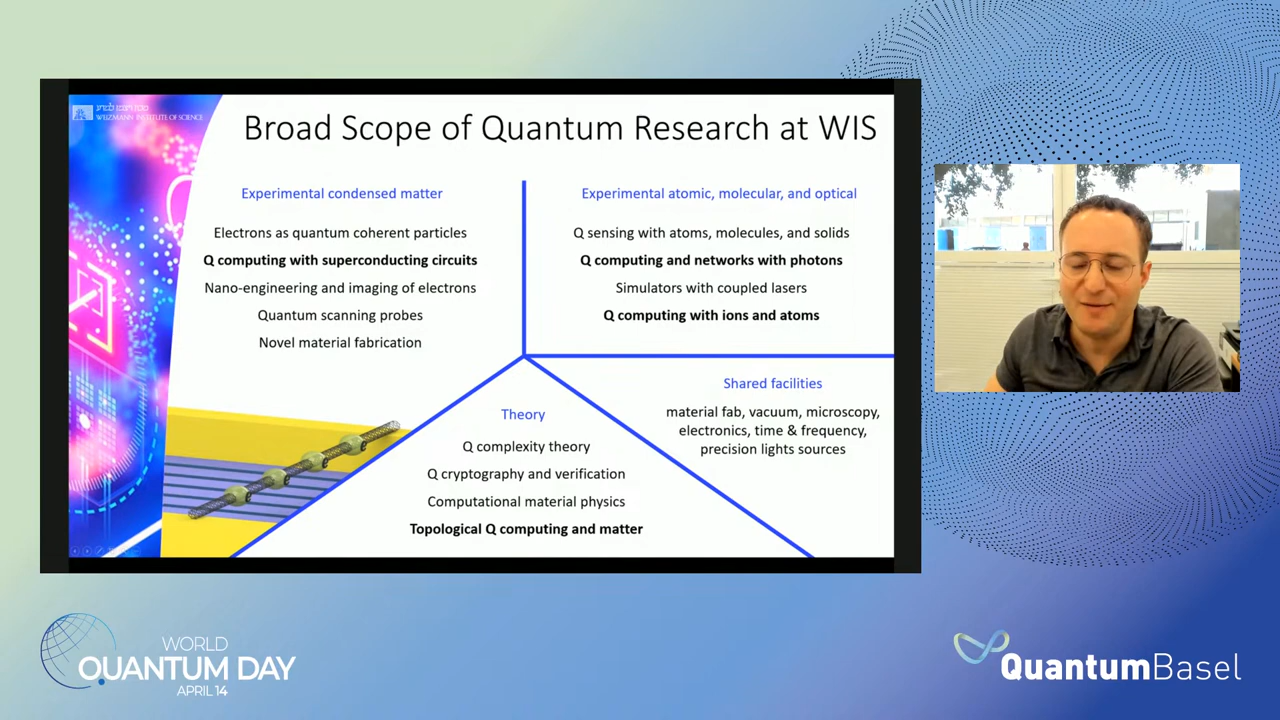 מכון ויצמן למדע
WEIZMANN INSTITUTE OF SCIENCE
Broad Scope of Quantum Research at WIS
Experimental condensed matter
Electrons as quantum coherent particles
Q computing with superconducting circuits
Nano-engineering and imaging of electrons
Quantum scanning probes
Novel material fabrication
Experimental atomic, molecular, and optical
Q sensing with atoms, molecules, and solids
Q computing and networks with photons
Simulators with coupled lasers
Q computing with ions and atoms
Theory
Q complexity theory
Q cryptography and verification
Computational material physics
Topological Q computing and matter
Shared facilities
material fab, vacuum, microscopy,
electronics, time & frequency,
precision lights sources
WORLD
QUANTUM DAY
APRIL 14
QuantumBasel